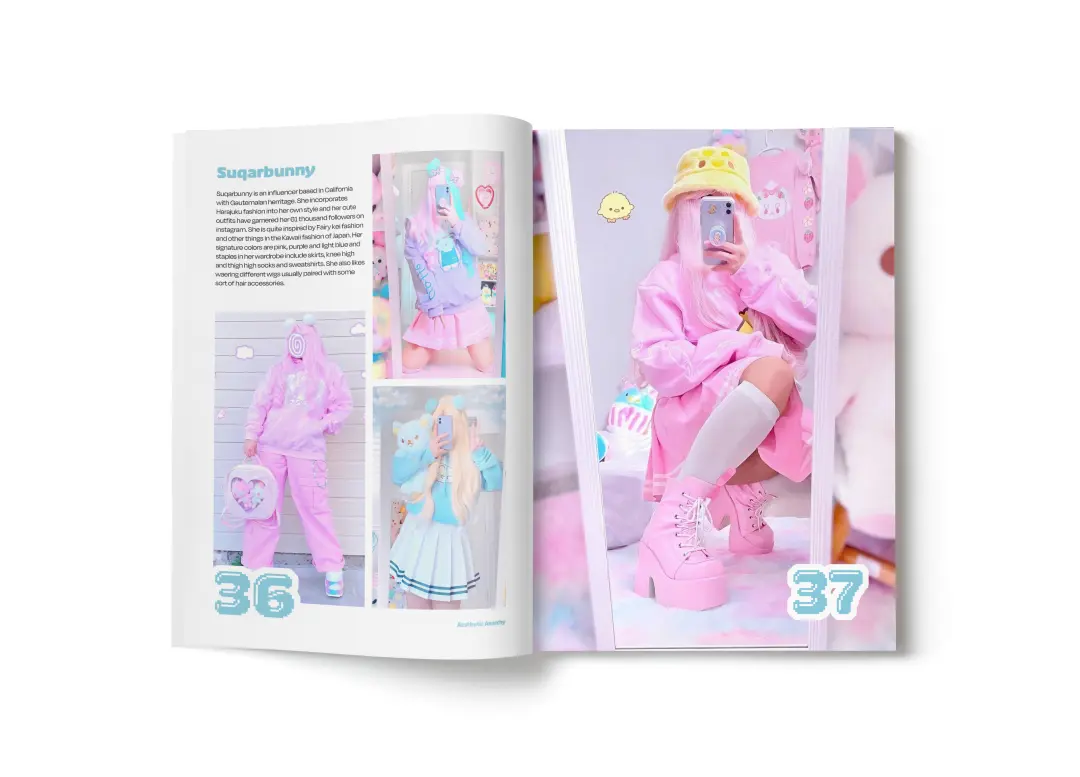 Suqarbunny
Suqarbunny is an influencer based in California
with Gautemalan herritage. She incorporates
Harajuku fashion into her own style and her cute
outfits have garnered her 61 thousand followers on
instagram. She is quite inspired by Fairy kei fashion
and other things in the Kawaii fashion of Japan. Her
signature colors are pink, purple and light blue and
staples in her wardrobe include skirts, knee high
and thigh high socks and sweatshirts. She also likes
wearing different wigs usually paired with some
sort of hair accessories.
36
37